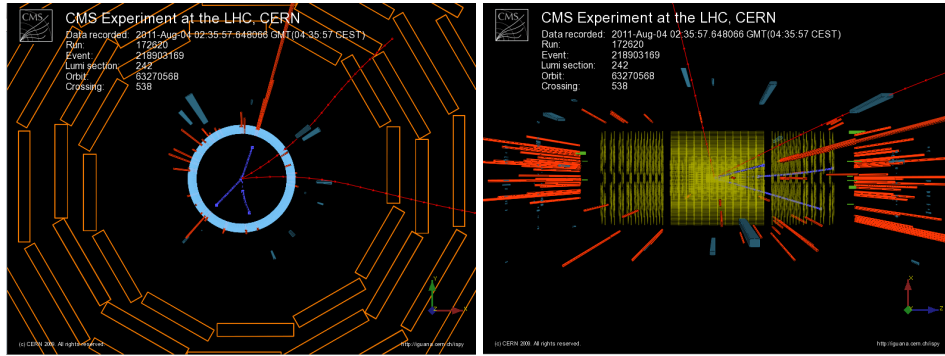 CMS
CMS Experiment at the LHC, CERN
Data recorded: 2011-Aug-04 02:35:57.648066 GMT(04:35:57 CEST)
Run: 172620
Event: 218903169
Lumi section: 242
Orbit: 63270568
Crossing: 538
(c) CERN 2009. All rights reserved.
http://iguana.cern.ch/ispy
CMS
CMS Experiment at the LHC, CERN
Data recorded: 2011-Aug-04 02:35:57.648066 GMT(04:35:57 CEST)
Run: 172620
Event: 218903169
Lumi section: 242
Orbit: 63270568
Crossing: 538
(c) CERN 2009. All rights reserved.
http://iguana.cern.ch/ispy